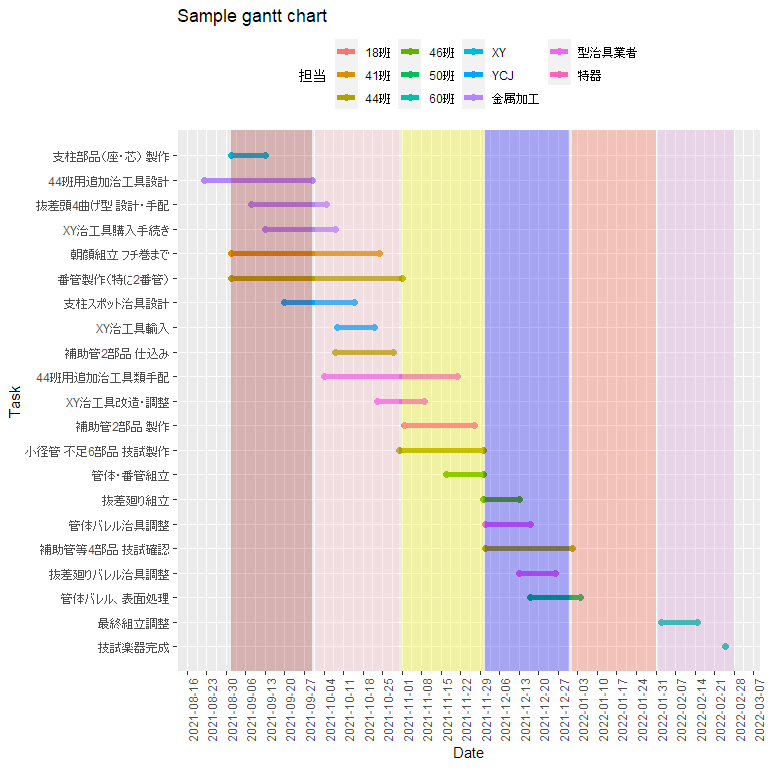 Sample gantt chart
担当
18班
41班
44班
46班
50班
60班
XY
YCJ
金属加工
型治具業者
特器
Task
支柱部品（座・芯） 製作
44班用追加治工具設計
抜差頭4曲げ型 設計・手配
XY治工具購入手続き
朝顔組立 フチ巻まで
番管製作（特に2番管）
支柱スポット治具設計
XY治工具輸入
補助管2部品 仕込み
44班用追加治工具類手配
XY治工具改造・調整
補助管2部品 製作
小径管 不足6部品 技試製作
管体・番管組立
抜差廻り組立
管体バレル治具調整
補助管等4部品 技試確認
抜差廻りバレル治具調整
管体バレル、表面処理
最終組立調整
技試楽器完成
2021-08-16
2021-08-23
2021-08-30
2021-09-06
2021-09-13
2021-09-20
2021-09-27
2021-10-04
2021-10-11
2021-10-18
2021-10-25
2021-11-01
2021-11-08
2021-11-15
2021-11-22
2021-11-29
2021-12-06
2021-12-13
2021-12-20
2021-12-27
2022-01-03
2022-01-10
2022-01-17
2022-01-24
2022-01-31
2022-02-07
2022-02-14
2022-02-21
2022-02-28
2022-03-07
Date